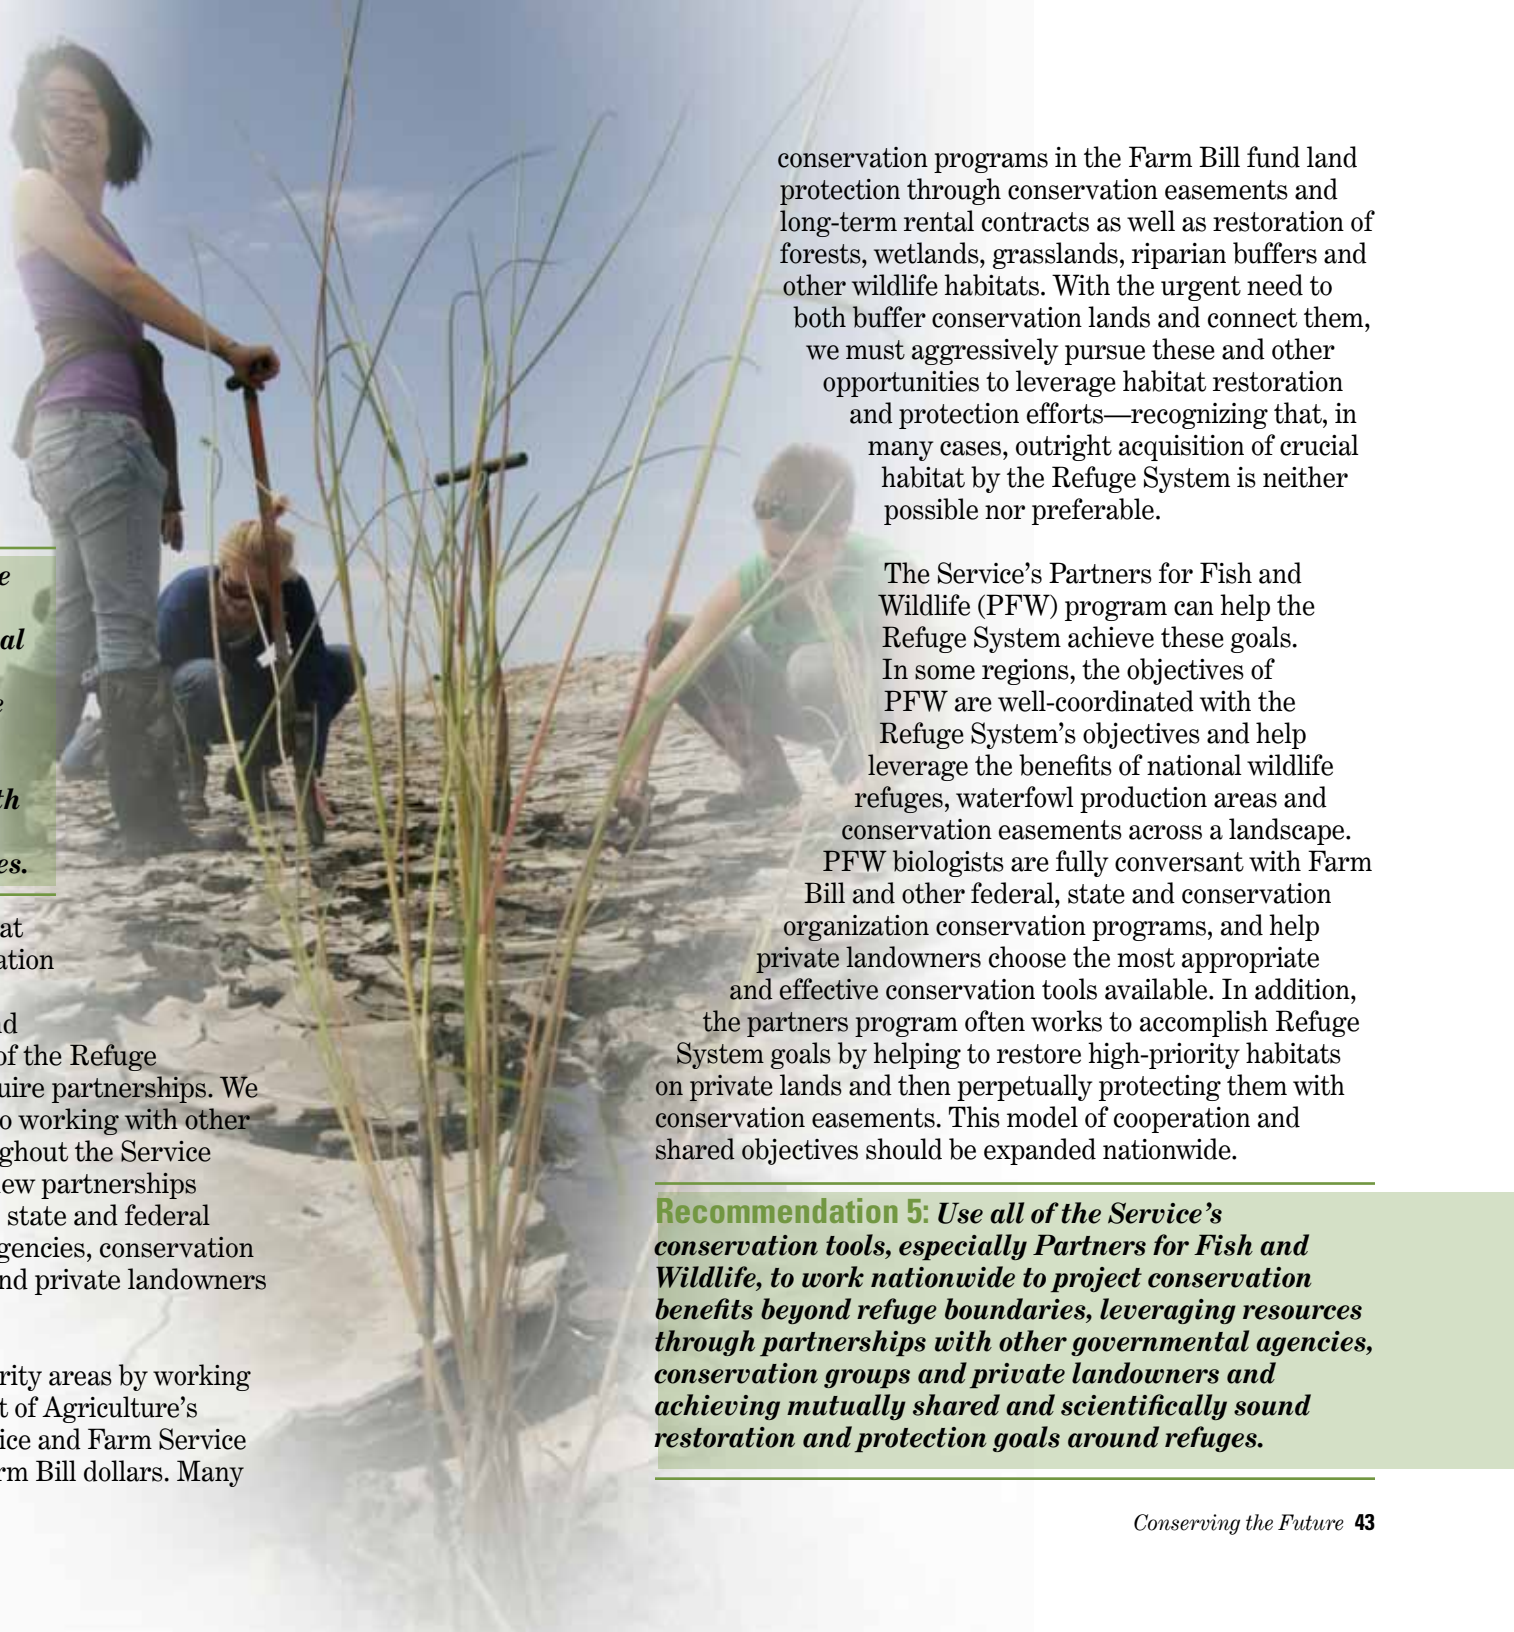 al
th
es.
at
ation
of the Refuge
uire partnerships. We
o working with other
ghout the Service
ew partnerships
state and federal
gencies, conservation
nd private landowners
rity areas by working
t of Agriculture’s
ice and Farm Service
rm Bill dollars. Many
conservation programs in the Farm Bill fund land
protection through conservation easements and
long-term rental contracts as well as restoration of
forests, wetlands, grasslands, riparian buffers and
other wildlife habitats. With the urgent need to
both buffer conservation lands and connect them,
we must aggressively pursue these and other
opportunities to leverage habitat restoration
and protection efforts—recognizing that, in
many cases, outright acquisition of crucial
habitat by the Refuge System is neither
possible nor preferable.
The Service’s Partners for Fish and
Wildlife (PFW) program can help the
Refuge System achieve these goals.
In some regions, the objectives of
PFW are well-coordinated with the
Refuge System’s objectives and help
leverage the benefits of national wildlife
refuges, waterfowl production areas and
conservation easements across a landscape.
PFW biologists are fully conversant with Farm
Bill and other federal, state and conservation
organization conservation programs, and help
private landowners choose the most appropriate
and effective conservation tools available. In addition,
the partners program often works to accomplish Refuge
System goals by helping to restore high-priority habitats
on private lands and then perpetually protecting them with
conservation easements. This model of cooperation and
shared objectives should be expanded nationwide.
Recommendation 5: Use all of the Service’s
conservation tools, especially Partners for Fish and
Wildlife, to work nationwide to project conservation
benefits beyond refuge boundaries, leveraging resources
through partnerships with other governmental agencies,
conservation groups and private landowners and
achieving mutually shared and scientifically sound
restoration and protection goals around refuges.
Conserving the Future 43